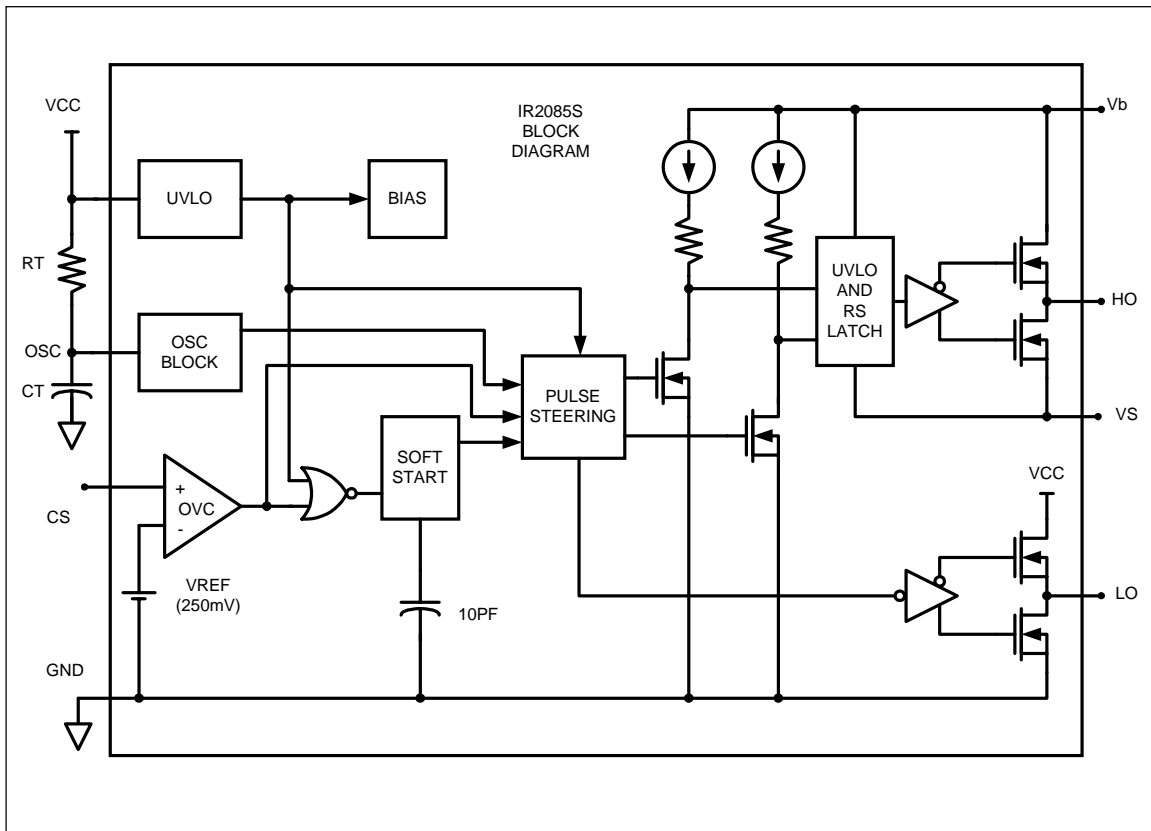 IR2085S
BLOCK
DIAGRAM
VCC
Vb
UVLO
BIAS
RT
UVLO
AND
RS
LATCH
HO
OSC
OSC
BLOCK
CT
PULSE
STEERING
VS
SOFT
START
VCC
CS
+
OVC
-
VREF
(250mV)
10PF
LO
GND